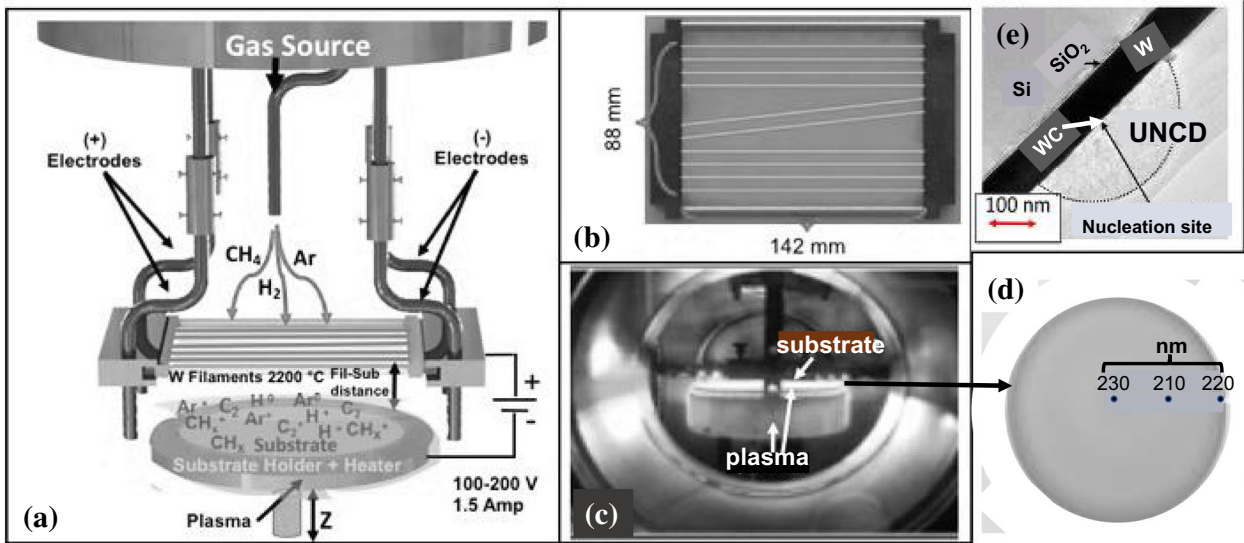 Gas Source
(+)
Electrodes
(-)
Electrodes
CH₄
H₂
Ar
W Filaments 2200 °C
Fil-Sub
distance
+
-
Ar⁺ C₂ H⁰ Ar⁰ C₂
CHₓ⁺ Ar⁺ C₂⁺ H⁺ H⁺ CHₓ⁺
CHₓ Substrate
Substrate Holder + Heater
100-200 V
1.5 Amp
Plasma
Z
(a)
88 mm
142 mm
(b)
substrate
plasma
(c)
(d)
nm
230 210 220
(e)
Si
SiO₂
W
WC
UNCD
100 nm
Nucleation site